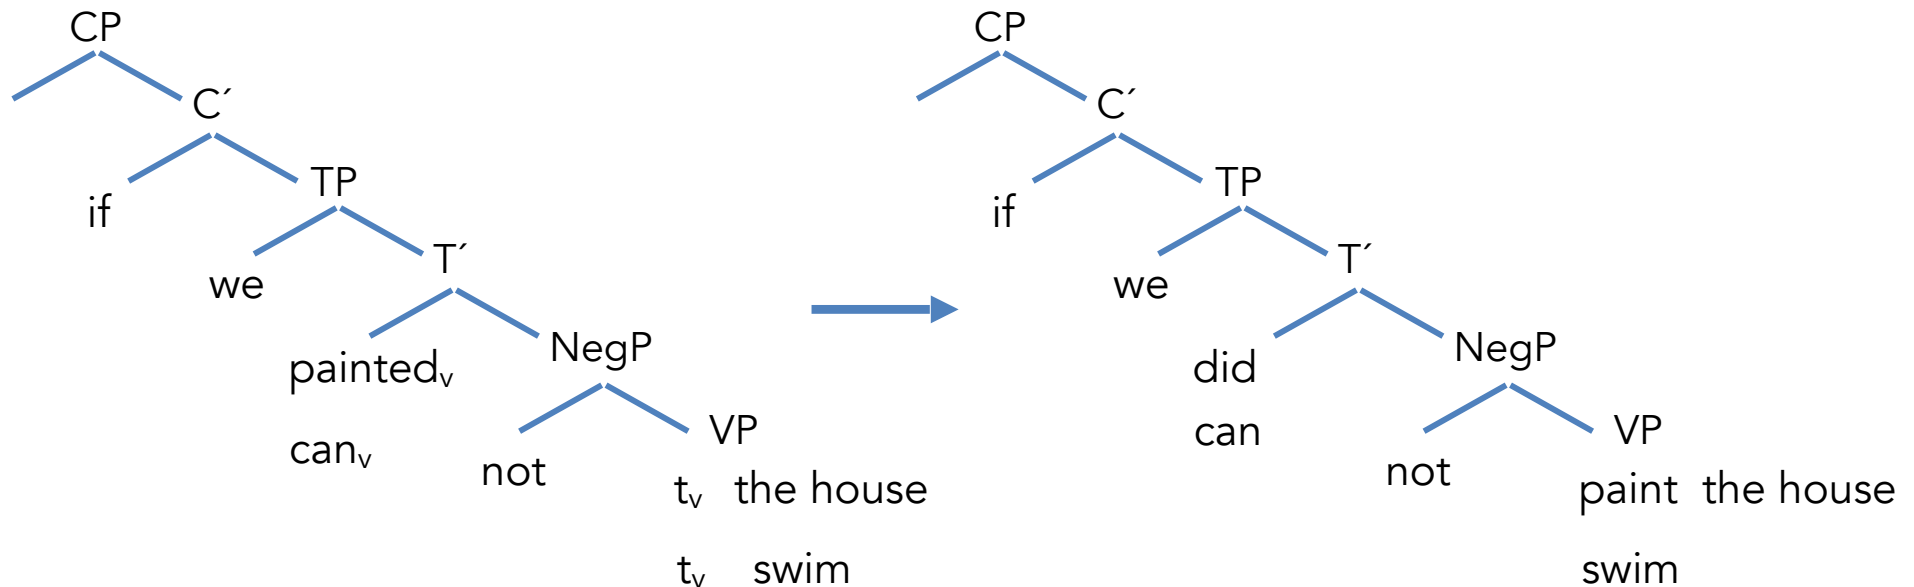 CP
C´
if
TP
we
T´
paintedᵥ
NegP
canᵥ
not
VP
tᵥ the house
tᵥ swim
CP
C´
if
TP
we
T´
did
NegP
can
not
VP
paint the house
swim